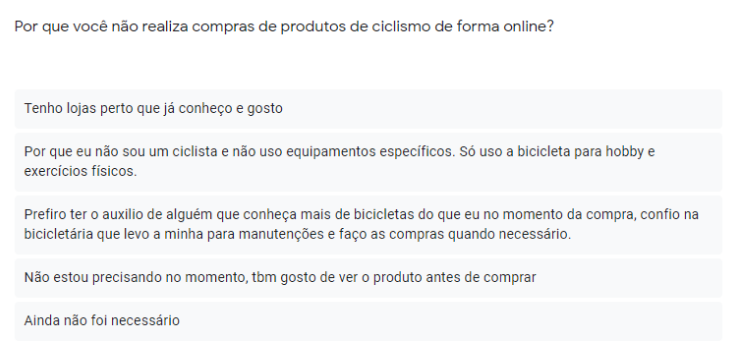 Por que você não realiza compras de produtos de ciclismo de forma online?
Tenho lojas perto que já conheço e gosto
Por que eu não sou um ciclista e não uso equipamentos específicos. Só uso a bicicleta para hobby e
exercícios físicos.
Prefiro ter o auxilio de alguém que conheça mais de bicicletas do que eu no momento da compra, confio na
bicicletária que levo a minha para manutenções e faço as compras quando necessário.
Não estou precisando no momento, tbm gosto de ver o produto antes de comprar
Ainda não foi necessário